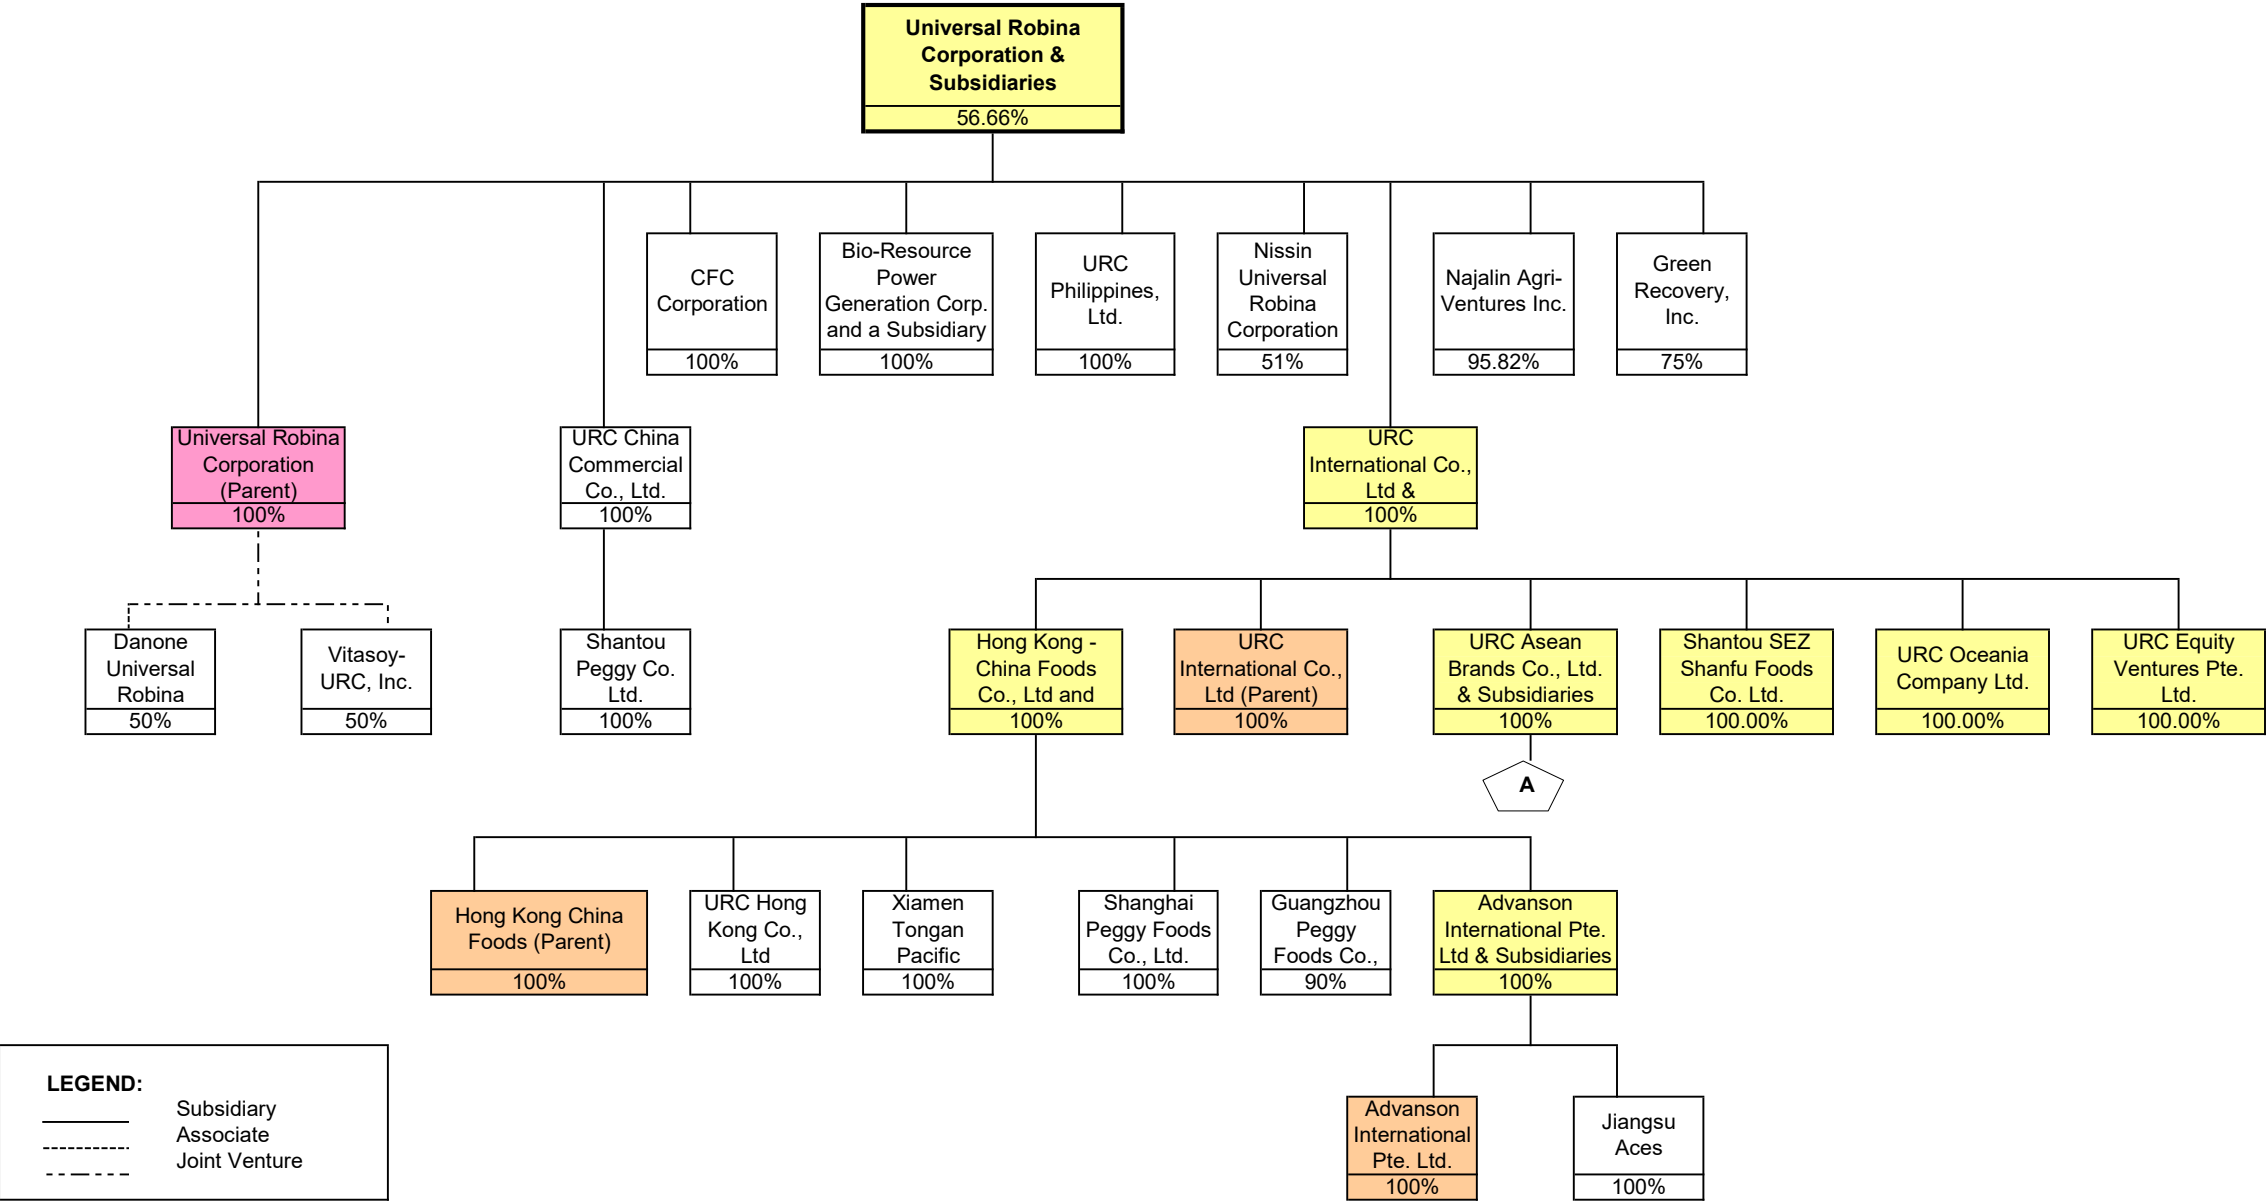 Universal Robina
Corporation &
Subsidiaries
56.66%
CFC
Corporation
100%
Bio-Resource
Power
Generation Corp.
and a Subsidiary
100%
URC
Philippines,
Ltd.
100%
Nissin
Universal
Robina
Corporation
51%
Najalin Agri-
Ventures Inc.
95.82%
Green
Recovery,
Inc.
75%
Universal Robina
Corporation
(Parent)
100%
URC China
Commercial
Co., Ltd.
100%
URC
International Co.,
Ltd &
100%
Danone
Universal
Robina
50%
Vitasoy-
URC, Inc.
50%
Shantou
Peggy Co.
Ltd.
100%
Hong Kong -
China Foods
Co., Ltd and
100%
URC
International Co.,
Ltd (Parent)
100%
URC Asean
Brands Co., Ltd.
& Subsidiaries
100%
Shantou SEZ
Shanfu Foods
Co. Ltd.
100.00%
URC Oceania
Company Ltd.
100.00%
URC Equity
Ventures Pte.
Ltd.
100.00%
A
Hong Kong China
Foods (Parent)
100%
URC Hong
Kong Co.,
Ltd
100%
Xiamen
Tongan
Pacific
100%
Shanghai
Peggy Foods
Co., Ltd.
100%
Guangzhou
Peggy
Foods Co.,
90%
Advanson
International Pte.
Ltd & Subsidiaries
100%
Advanson
International
Pte. Ltd.
100%
Jiangsu
Aces
100%
LEGEND:
Subsidiary
Associate
Joint Venture